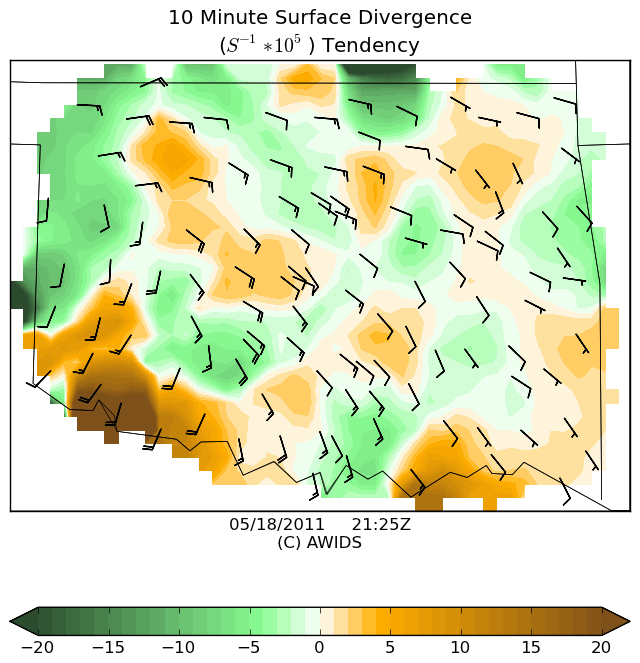 10 Minute Surface Divergence
(S⁻¹ * 10⁵ ) Tendency
05/18/2011 21:25Z
(C) AWIDS
−20 −15 −10 −5 0 5 10 15 20